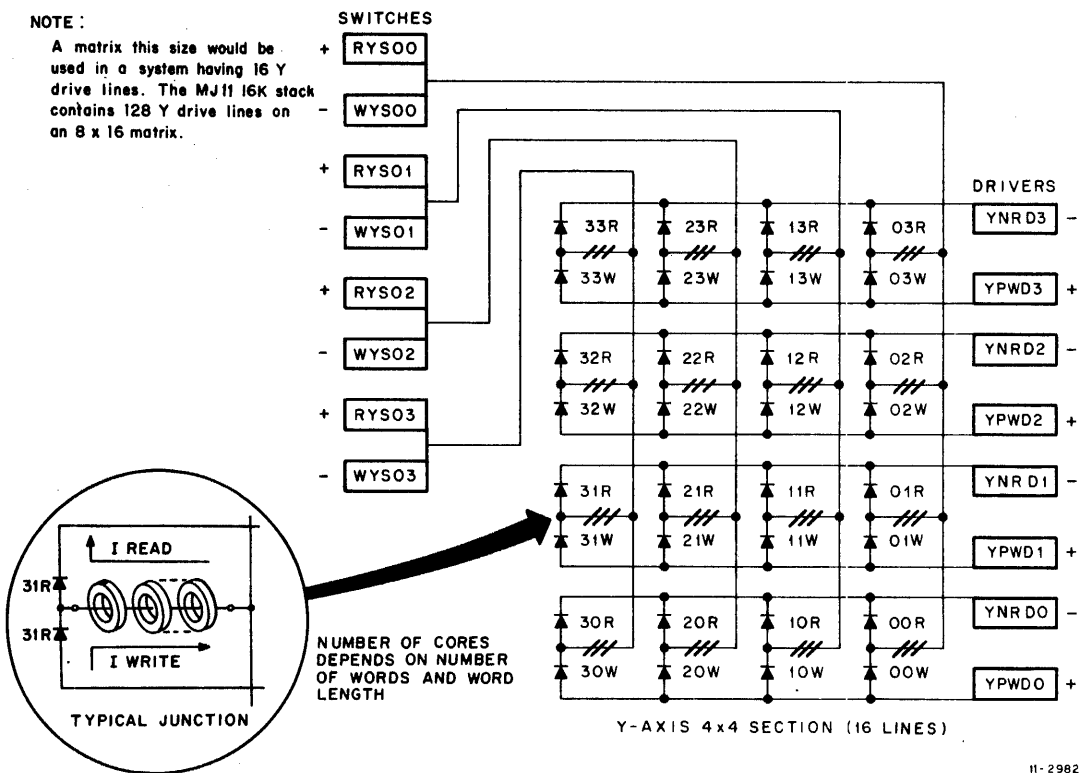 NOTE:
A matrix this size would be
used in a system having 16 Y
drive lines. The MJ11 16K stack
contains 128 Y drive lines on
an 8 x 16 matrix.
SWITCHES
+ RYS00
- WYS00
+ RYS01
- WYS01
+ RYS02
- WYS02
+ RYS03
- WYS03
DRIVERS
YNRD3 -
YPWD3 +
YNRD2 -
YPWD2 +
YNRD1 -
YPWD1 +
YNRD0 -
YPWD0 +
33R 23R 13R 03R
33W 23W 13W 03W
32R 22R 12R 02R
32W 22W 12W 02W
31R 21R 11R 01R
31W 21W 11W 01W
30R 20R 10R 00R
30W 20W 10W 00W
I READ
31R
31R
I WRITE
TYPICAL JUNCTION
NUMBER OF CORES
DEPENDS ON NUMBER
OF WORDS AND WORD
LENGTH
Y-AXIS 4x4 SECTION (16 LINES)
11-2982